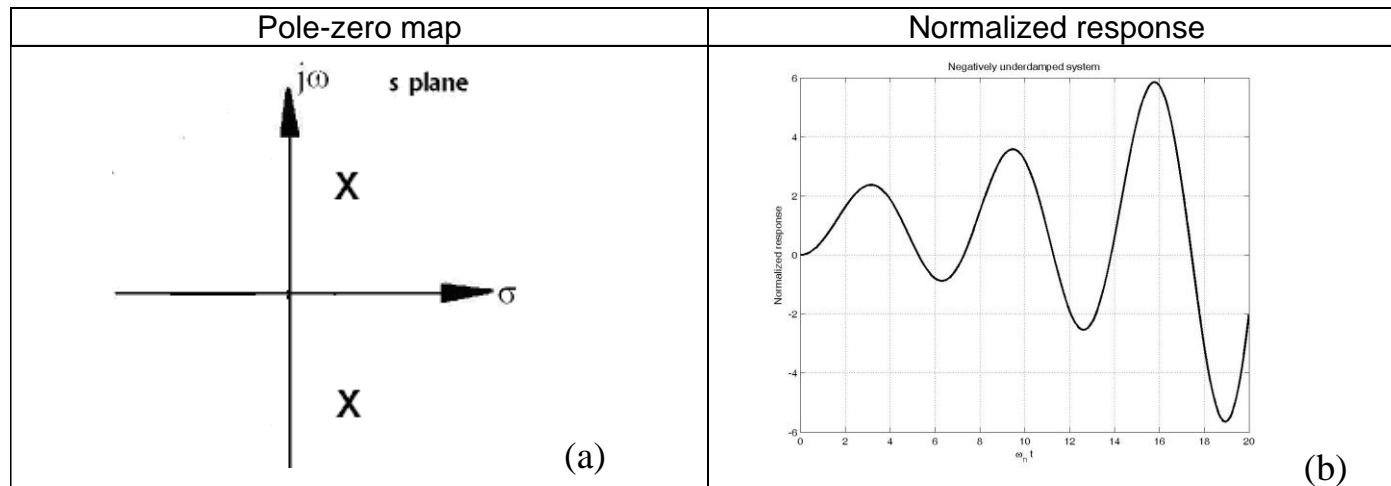 Pole-zero map
Normalized response
jω s plane
X
σ
X
(a)
Negatively underdamped system
Normalized response
6
4
2
0
-2
-4
-6
0 2 4 6 8 10 12 14 16 18 20
ωn t
(b)